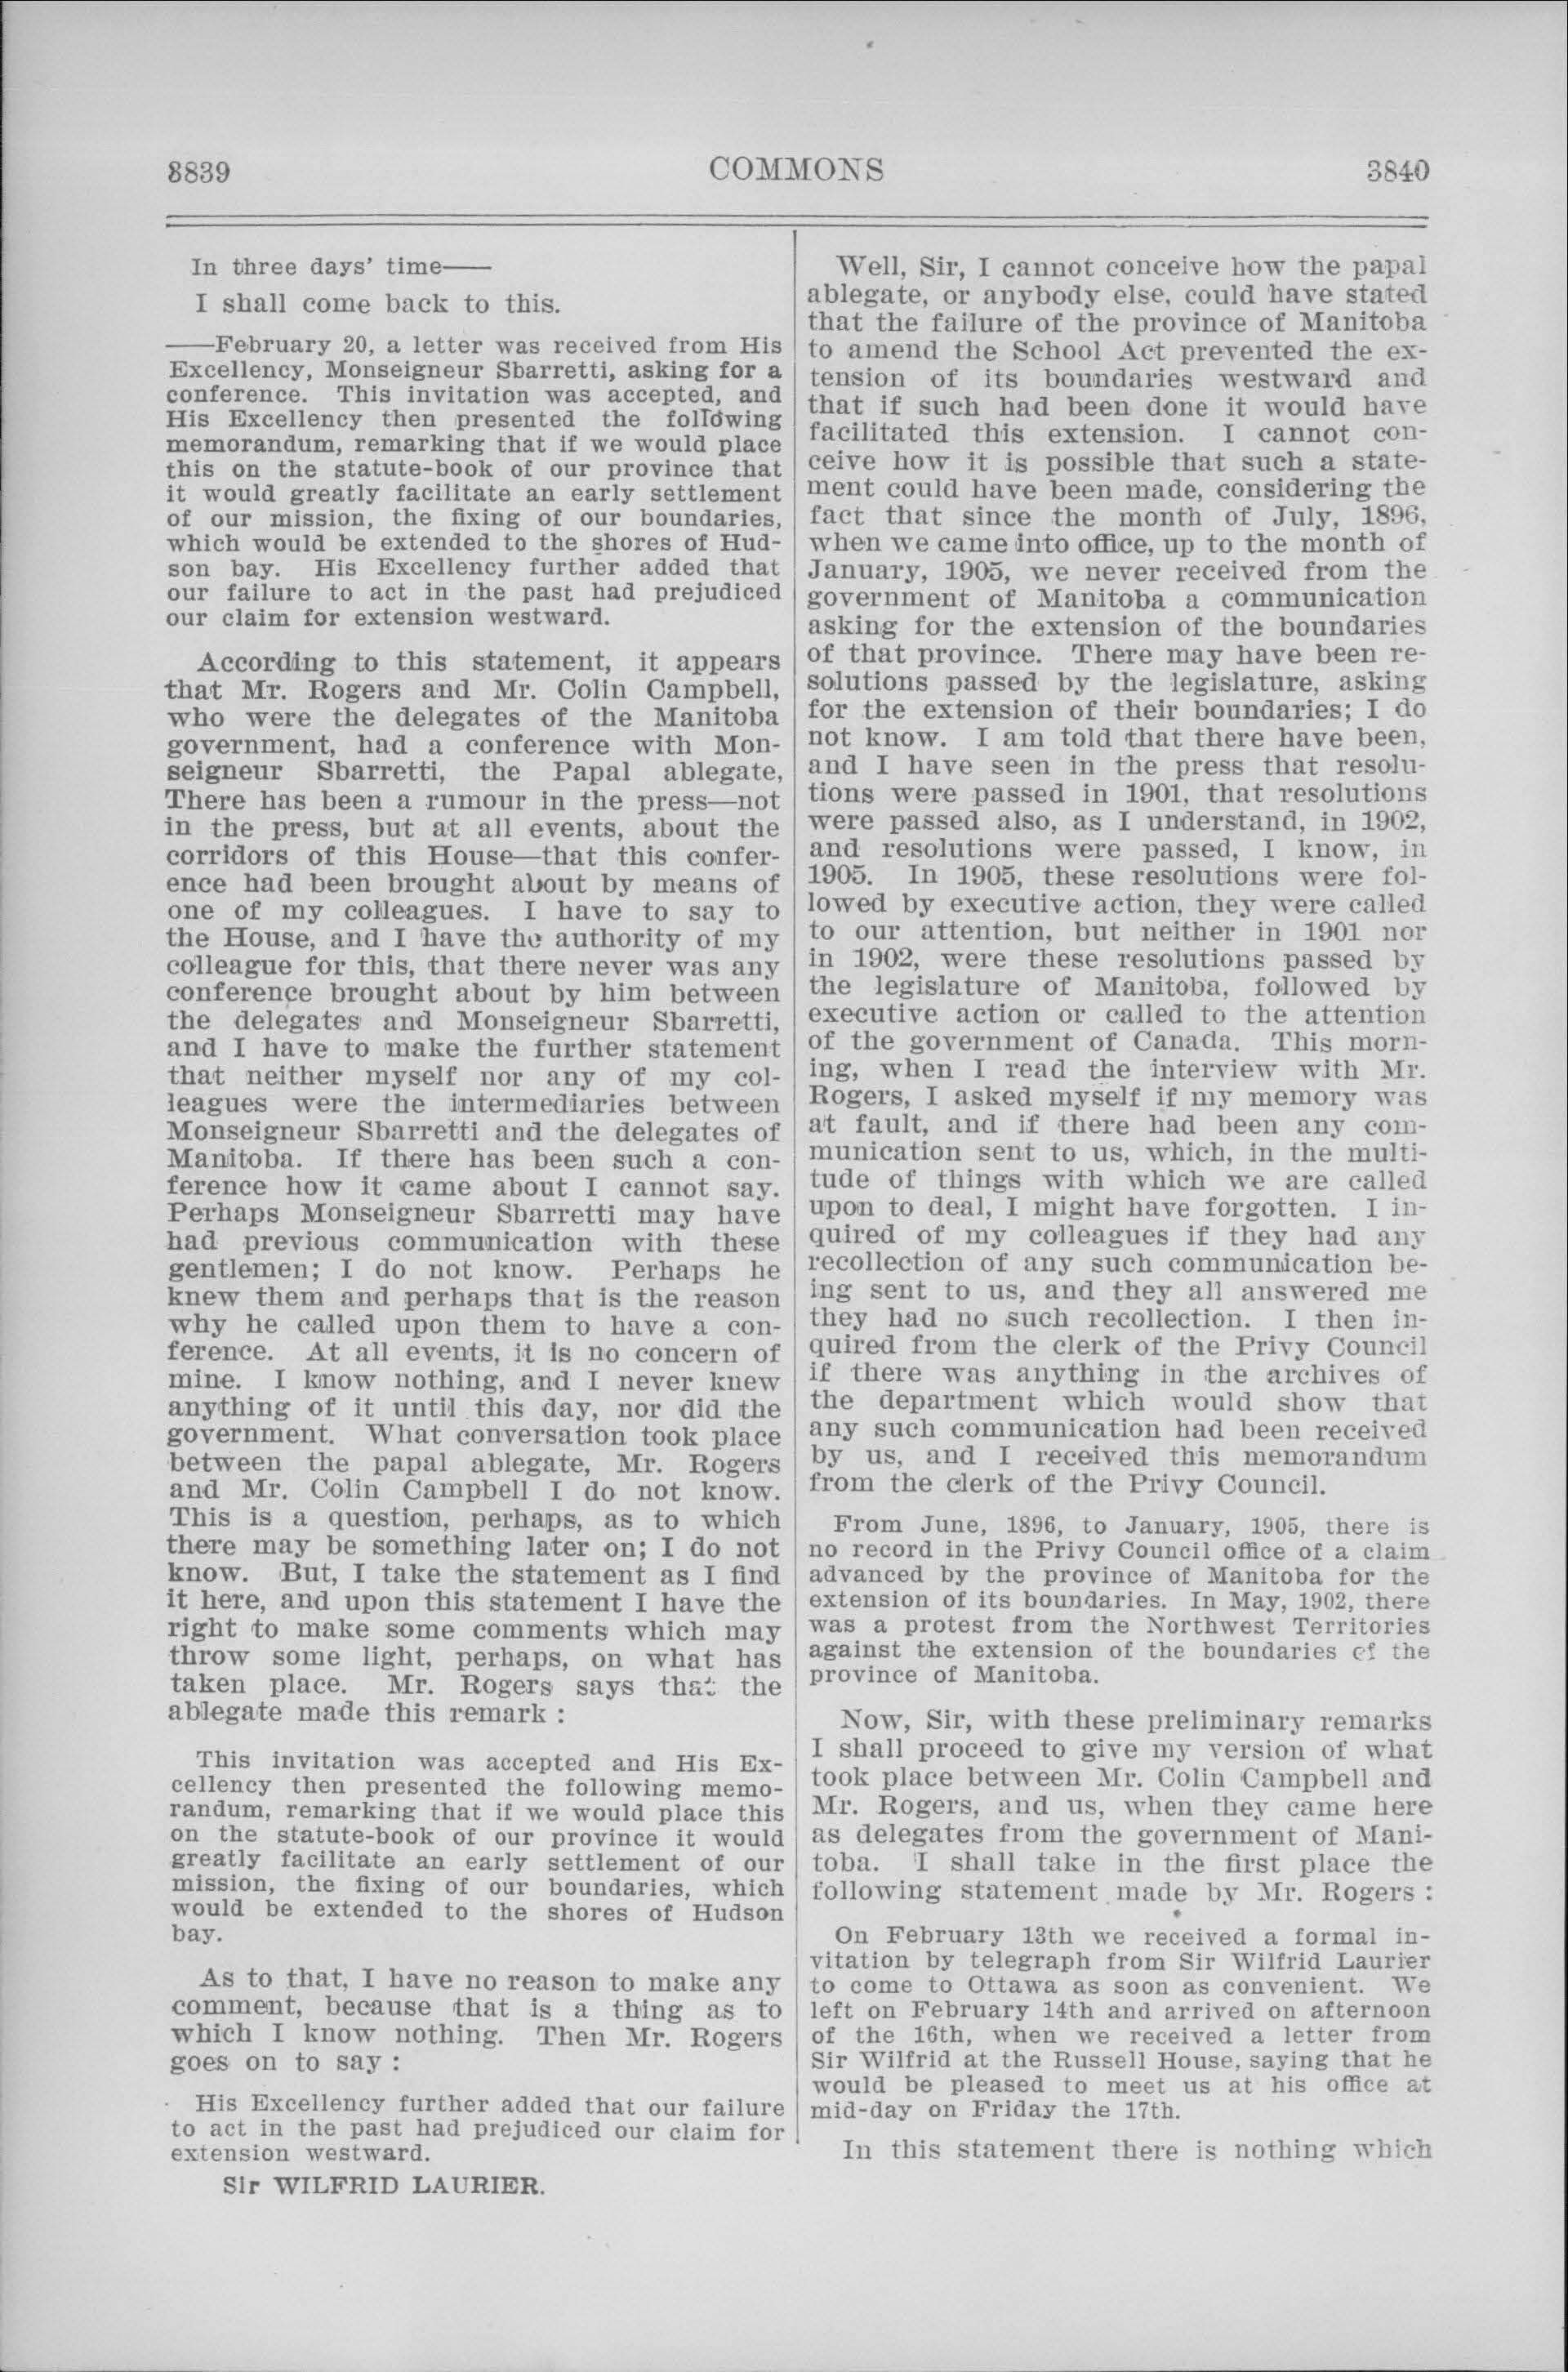 3839
COMMONS
3840
In three days' time——
I shall come back to this.
——February 20, a letter was received from His
Excellency, Monseigneur Sbarretti, asking for a
conference. This invitation was accepted, and
His Excellency then presented the following
memorandum, remarking that if we would place
this on the statute-book of our province that
it would greatly facilitate an early settlement
of our mission, the fixing of our boundaries,
which would be extended to the shores of Hud-
son bay. His Excellency further added that
our failure to act in the past had prejudiced
our claim for extension westward.
According to this statement, it appears
that Mr. Rogers and Mr. Colin Campbell,
who were the delegates of the Manitoba
government, had a conference with Mon-
seigneur Sbarretti, the Papal ablegate,
There has been a rumour in the press—not
in the press, but at all events, about the
corridors of this House—that this confer-
ence had been brought about by means of
one of my colleagues. I have to say to
the House, and I have the authority of my
colleague for this, that there never was any
conference brought about by him between
the delegates and Monseigneur Sbarretti,
and I have to make the further statement
that neither myself nor any of my col-
leagues were the intermediaries between
Monseigneur Sbarretti and the delegates of
Manitoba. If there has been such a con-
ference how it came about I cannot say.
Perhaps Monseigneur Sbarretti may have
had previous communication with these
gentlemen; I do not know. Perhaps he
knew them and perhaps that is the reason
why he called upon them to have a con-
ference. At all events, it is no concern of
mine. I know nothing, and I never knew
anything of it until this day, nor did the
government. What conversation took place
between the papal ablegate, Mr. Rogers
and Mr. Colin Campbell I do not know.
This is a question, perhaps, as to which
there may be something later on; I do not
know. But, I take the statement as I find
it here, and upon this statement I have the
right to make some comments which may
throw some light, perhaps, on what has
taken place. Mr. Rogers says that the
ablegate made this remark :
This invitation was accepted and His Ex-
cellency then presented the following memo-
randum, remarking that if we would place this
on the statute-book of our province it would
greatly facilitate an early settlement of our
mission, the fixing of our boundaries, which
would be extended to the shores of Hudson
bay.
As to that, I have no reason to make any
comment, because that is a thing as to
which I know nothing. Then Mr. Rogers
goes on to say :
His Excellency further added that our failure
to act in the past had prejudiced our claim for
extension westward.
Sir WILFRID LAURIER.
Well, Sir, I cannot conceive how the papal
ablegate, or anybody else, could have stated
that the failure of the province of Manitoba
to amend the School Act prevented the ex-
tension of its boundaries westward and
that if such had been done it would have
facilitated this extension. I cannot con-
ceive how it is possible that such a state-
ment could have been made, considering the
fact that since the month of July, 1896,
when we came into office, up to the month of
January, 1905, we never received from the
government of Manitoba a communication
asking for the extension of the boundaries
of that province. There may have been re-
solutions passed by the legislature, asking
for the extension of their boundaries; I do
not know. I am told that there have been,
and I have seen in the press that resolu-
tions were passed in 1901, that resolutions
were passed also, as I understand, in 1902,
and resolutions were passed, I know, in
1905. In 1905, these resolutions were fol-
lowed by executive action, they were called
to our attention, but neither in 1901 nor
in 1902, were these resolutions passed by
the legislature of Manitoba, followed by
executive action or called to the attention
of the government of Canada. This morn-
ing, when I read the interview with Mr.
Rogers, I asked myself if my memory was
at fault, and if there had been any com-
munication sent to us, which, in the multi-
tude of things with which we are called
upon to deal, I might have forgotten. I in-
quired of my colleagues if they had any
recollection of any such communication be-
ing sent to us, and they all answered me
they had no such recollection. I then in-
quired from the clerk of the Privy Council
if there was anything in the archives of
the department which would show that
any such communication had been received
by us, and I received this memorandum
from the clerk of the Privy Council.
From June, 1896, to January, 1905, there is
no record in the Privy Council office of a claim
advanced by the province of Manitoba for the
extension of its boundaries. In May, 1902, there
was a protest from the Northwest Territories
against the extension of the boundaries of the
province of Manitoba.
Now, Sir, with these preliminary remarks
I shall proceed to give my version of what
took place between Mr. Colin Campbell and
Mr. Rogers, and us, when they came here
as delegates from the government of Mani-
toba. I shall take in the first place the
following statement made by Mr. Rogers :
On February 13th we received a formal in-
vitation by telegraph from Sir Wilfrid Laurier
to come to Ottawa as soon as convenient. We
left on February 14th and arrived on afternoon
of the 16th, when we received a letter from
Sir Wilfrid at the Russell House, saying that he
would be pleased to meet us at his office at
mid-day on Friday the 17th.
In this statement there is nothing which